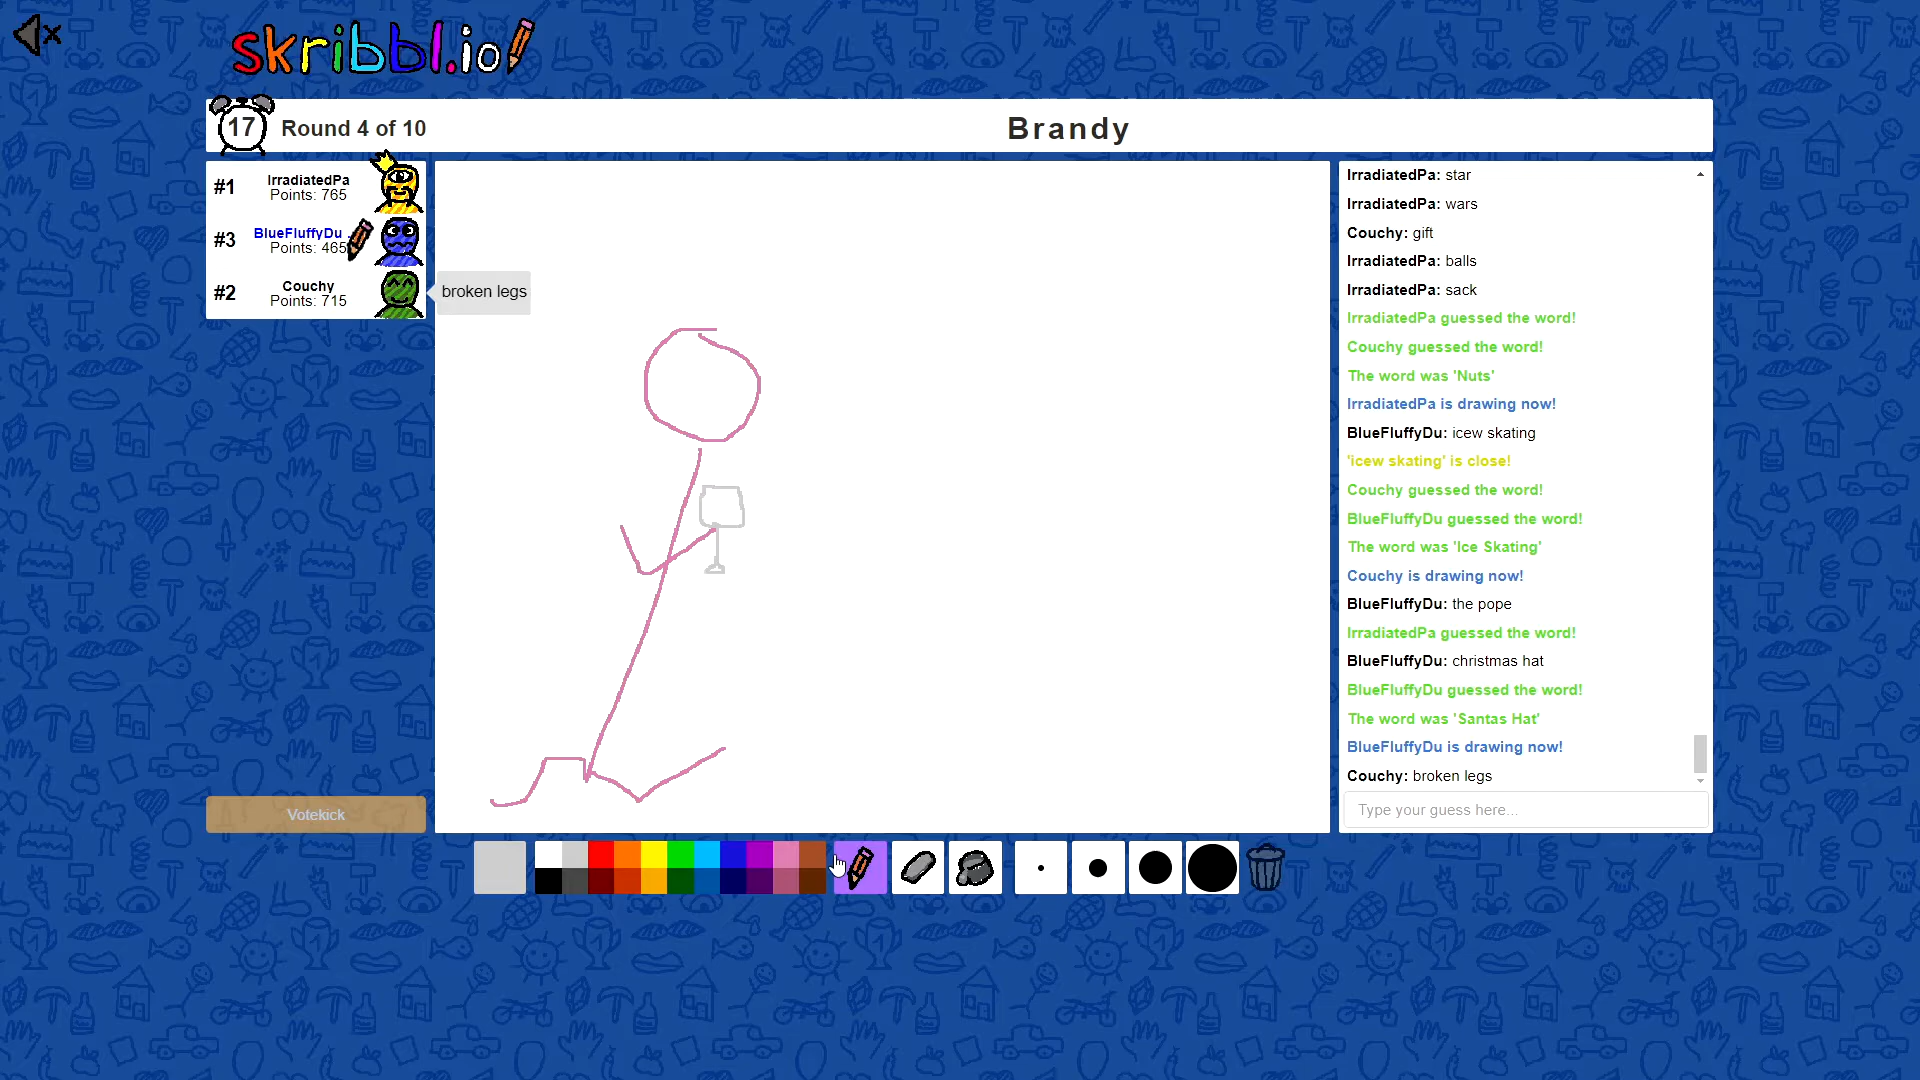 skribbl.io
17
Round 4 of 10
Brandy
#1
IrradiatedPa
Points: 765
#3
BlueFluffyDu
Points: 465
#2
Couchy
Points: 715
broken legs
Votekick
IrradiatedPa: star
IrradiatedPa: wars
Couchy: gift
IrradiatedPa: balls
IrradiatedPa: sack
IrradiatedPa guessed the word!
Couchy guessed the word!
The word was 'Nuts'
IrradiatedPa is drawing now!
BlueFluffyDu: icew skating
'icew skating' is close!
Couchy guessed the word!
BlueFluffyDu guessed the word!
The word was 'Ice Skating'
Couchy is drawing now!
BlueFluffyDu: the pope
IrradiatedPa guessed the word!
BlueFluffyDu: christmas hat
BlueFluffyDu guessed the word!
The word was 'Santas Hat'
BlueFluffyDu is drawing now!
Couchy: broken legs
Type your guess here...